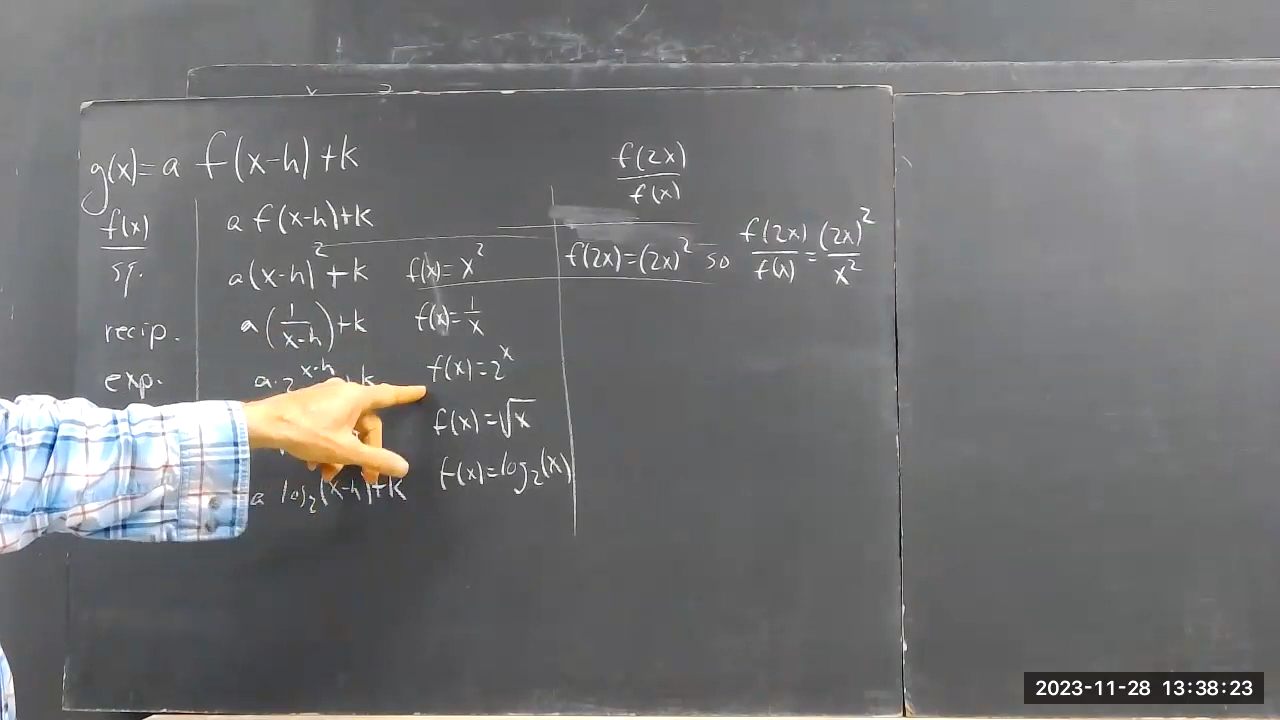 g(x)=a f(x-h)+k
f(2x)/f(x)
f(x) a f(x-h)+k
sq. a(x-h)²+k f(x)=x² f(2x)=(2x)² so f(2x)/f(x)=(2x)²/x²
recip. a(1/(x-h))+k f(x)=1/x
exp. a·2^(x-h)+k f(x)=2^x
f(x)=√x
a log₂(x-h)+k f(x)=log₂(x)
2023-11-28 13:38:23